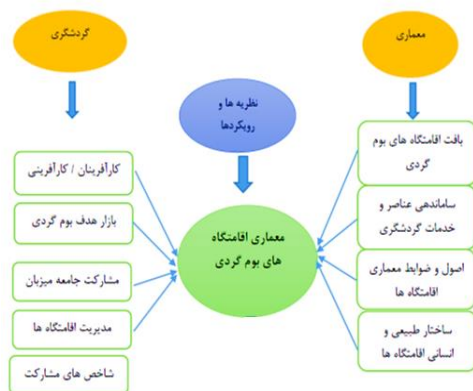 معماری
گردشگری
نظریه ها و
رویکردها
بافت اقامتگاه های بوم
گردی
ساماندهی عناصر و
خدمات گردشگری
اصول و ضوابط معماری
اقامتگاه ها
ساختار طبیعی و
انسانی اقامتگاه ها
معماری اقامتگاه
های بوم گردی
کارآفرینان / کارآفرینی
بازار هدف بوم گردی
مشارکت جامعه میزبان
مدیریت اقامتگاه ها
شاخص های مشارکت